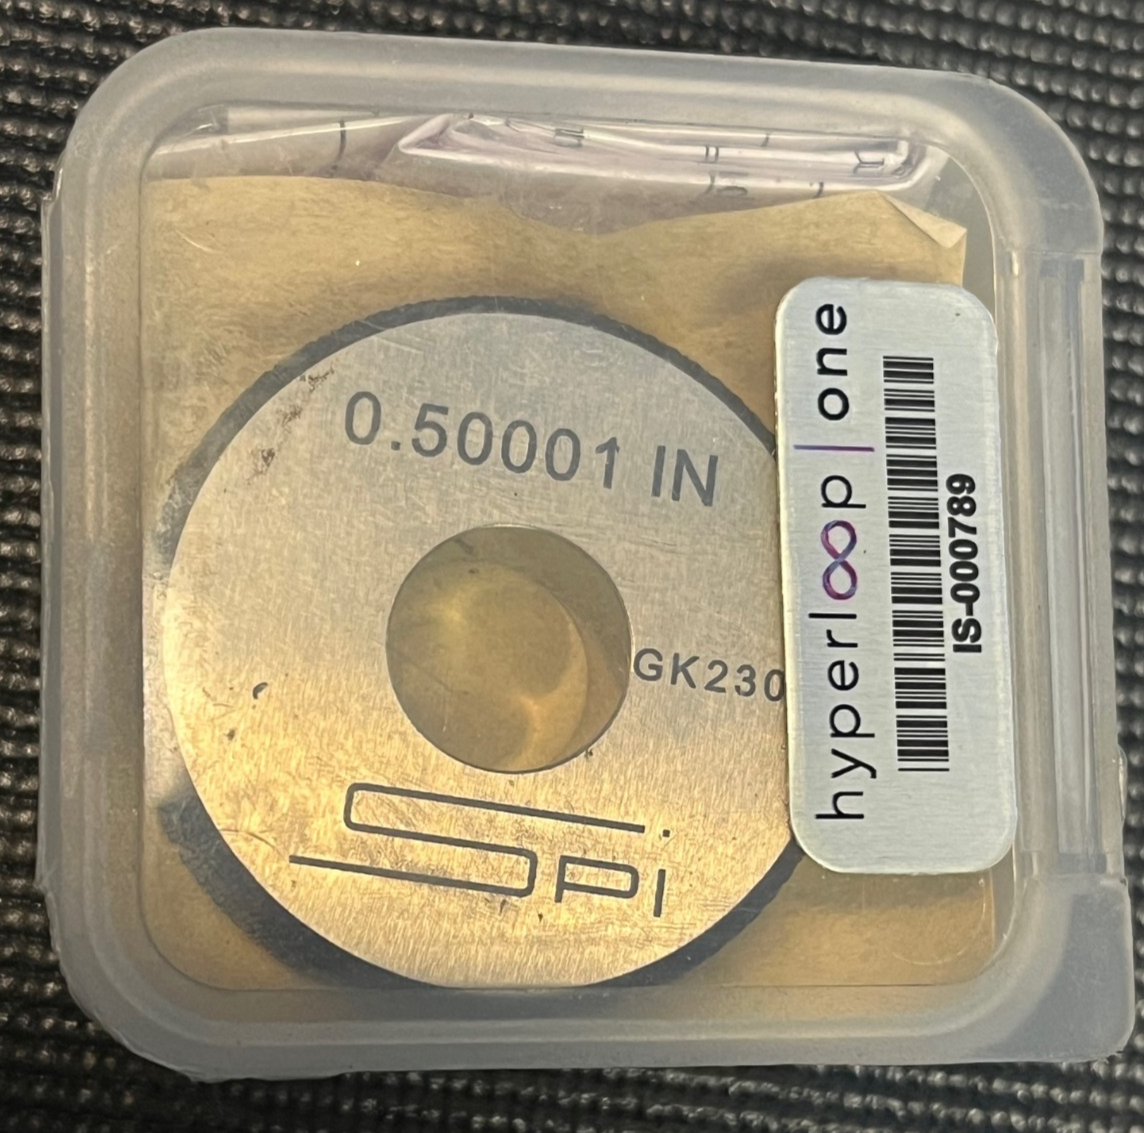 0.50001 IN
GK230
SPi
hyperloop | one
IS-000789